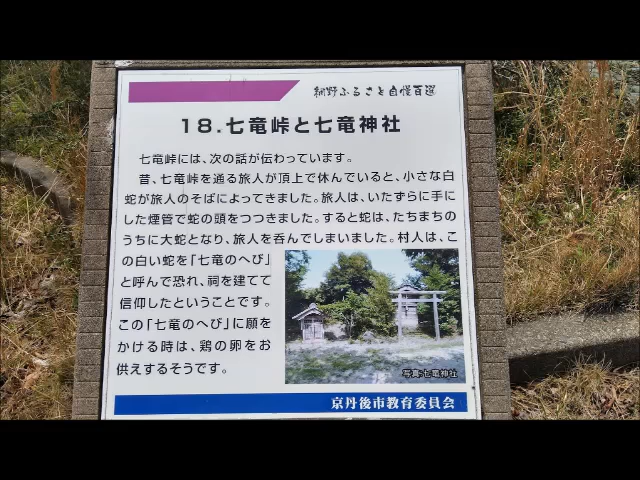 網野ふるさと自慢百選
18.七竜峠と七竜神社
七竜峠には、次の話が伝わっています。
昔、七竜峠を通る旅人が頂上で休んでいると、小さな白
蛇が旅人のそばによってきました。旅人は、いたずらに手に
した煙管で蛇の頭をつつきました。すると蛇は、たちまちの
うちに大蛇となり、旅人を呑んでしまいました。村人は、こ
の白い蛇を「七竜のへび」
と呼んで恐れ、祠を建てて
信仰したということです。
この「七竜のへび」に願を
かける時は、鶏の卵をお
供えするそうです。
写真:七竜神社
京丹後市教育委員会